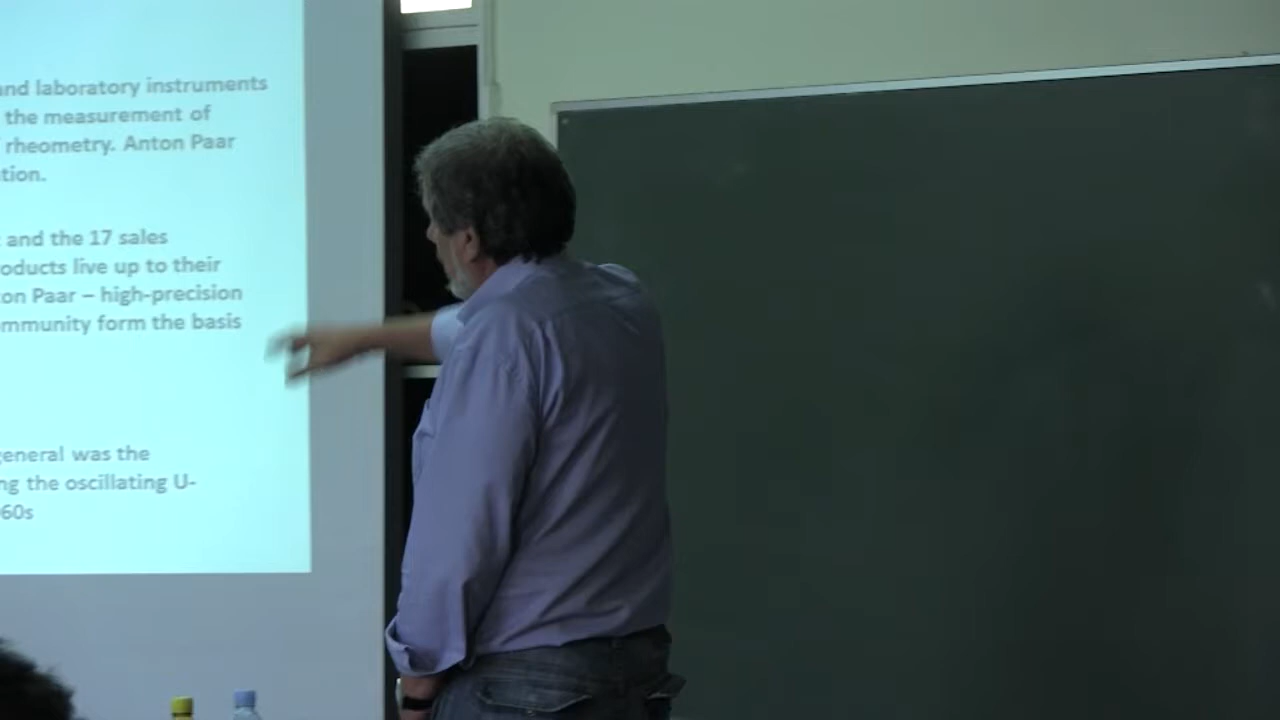 and laboratory instruments
the measurement of
rheometry. Anton Paar
tion.
and the 17 sales
oducts live up to their
on Paar – high-precision
mmunity form the basis
general was the
ng the oscillating U-
60s